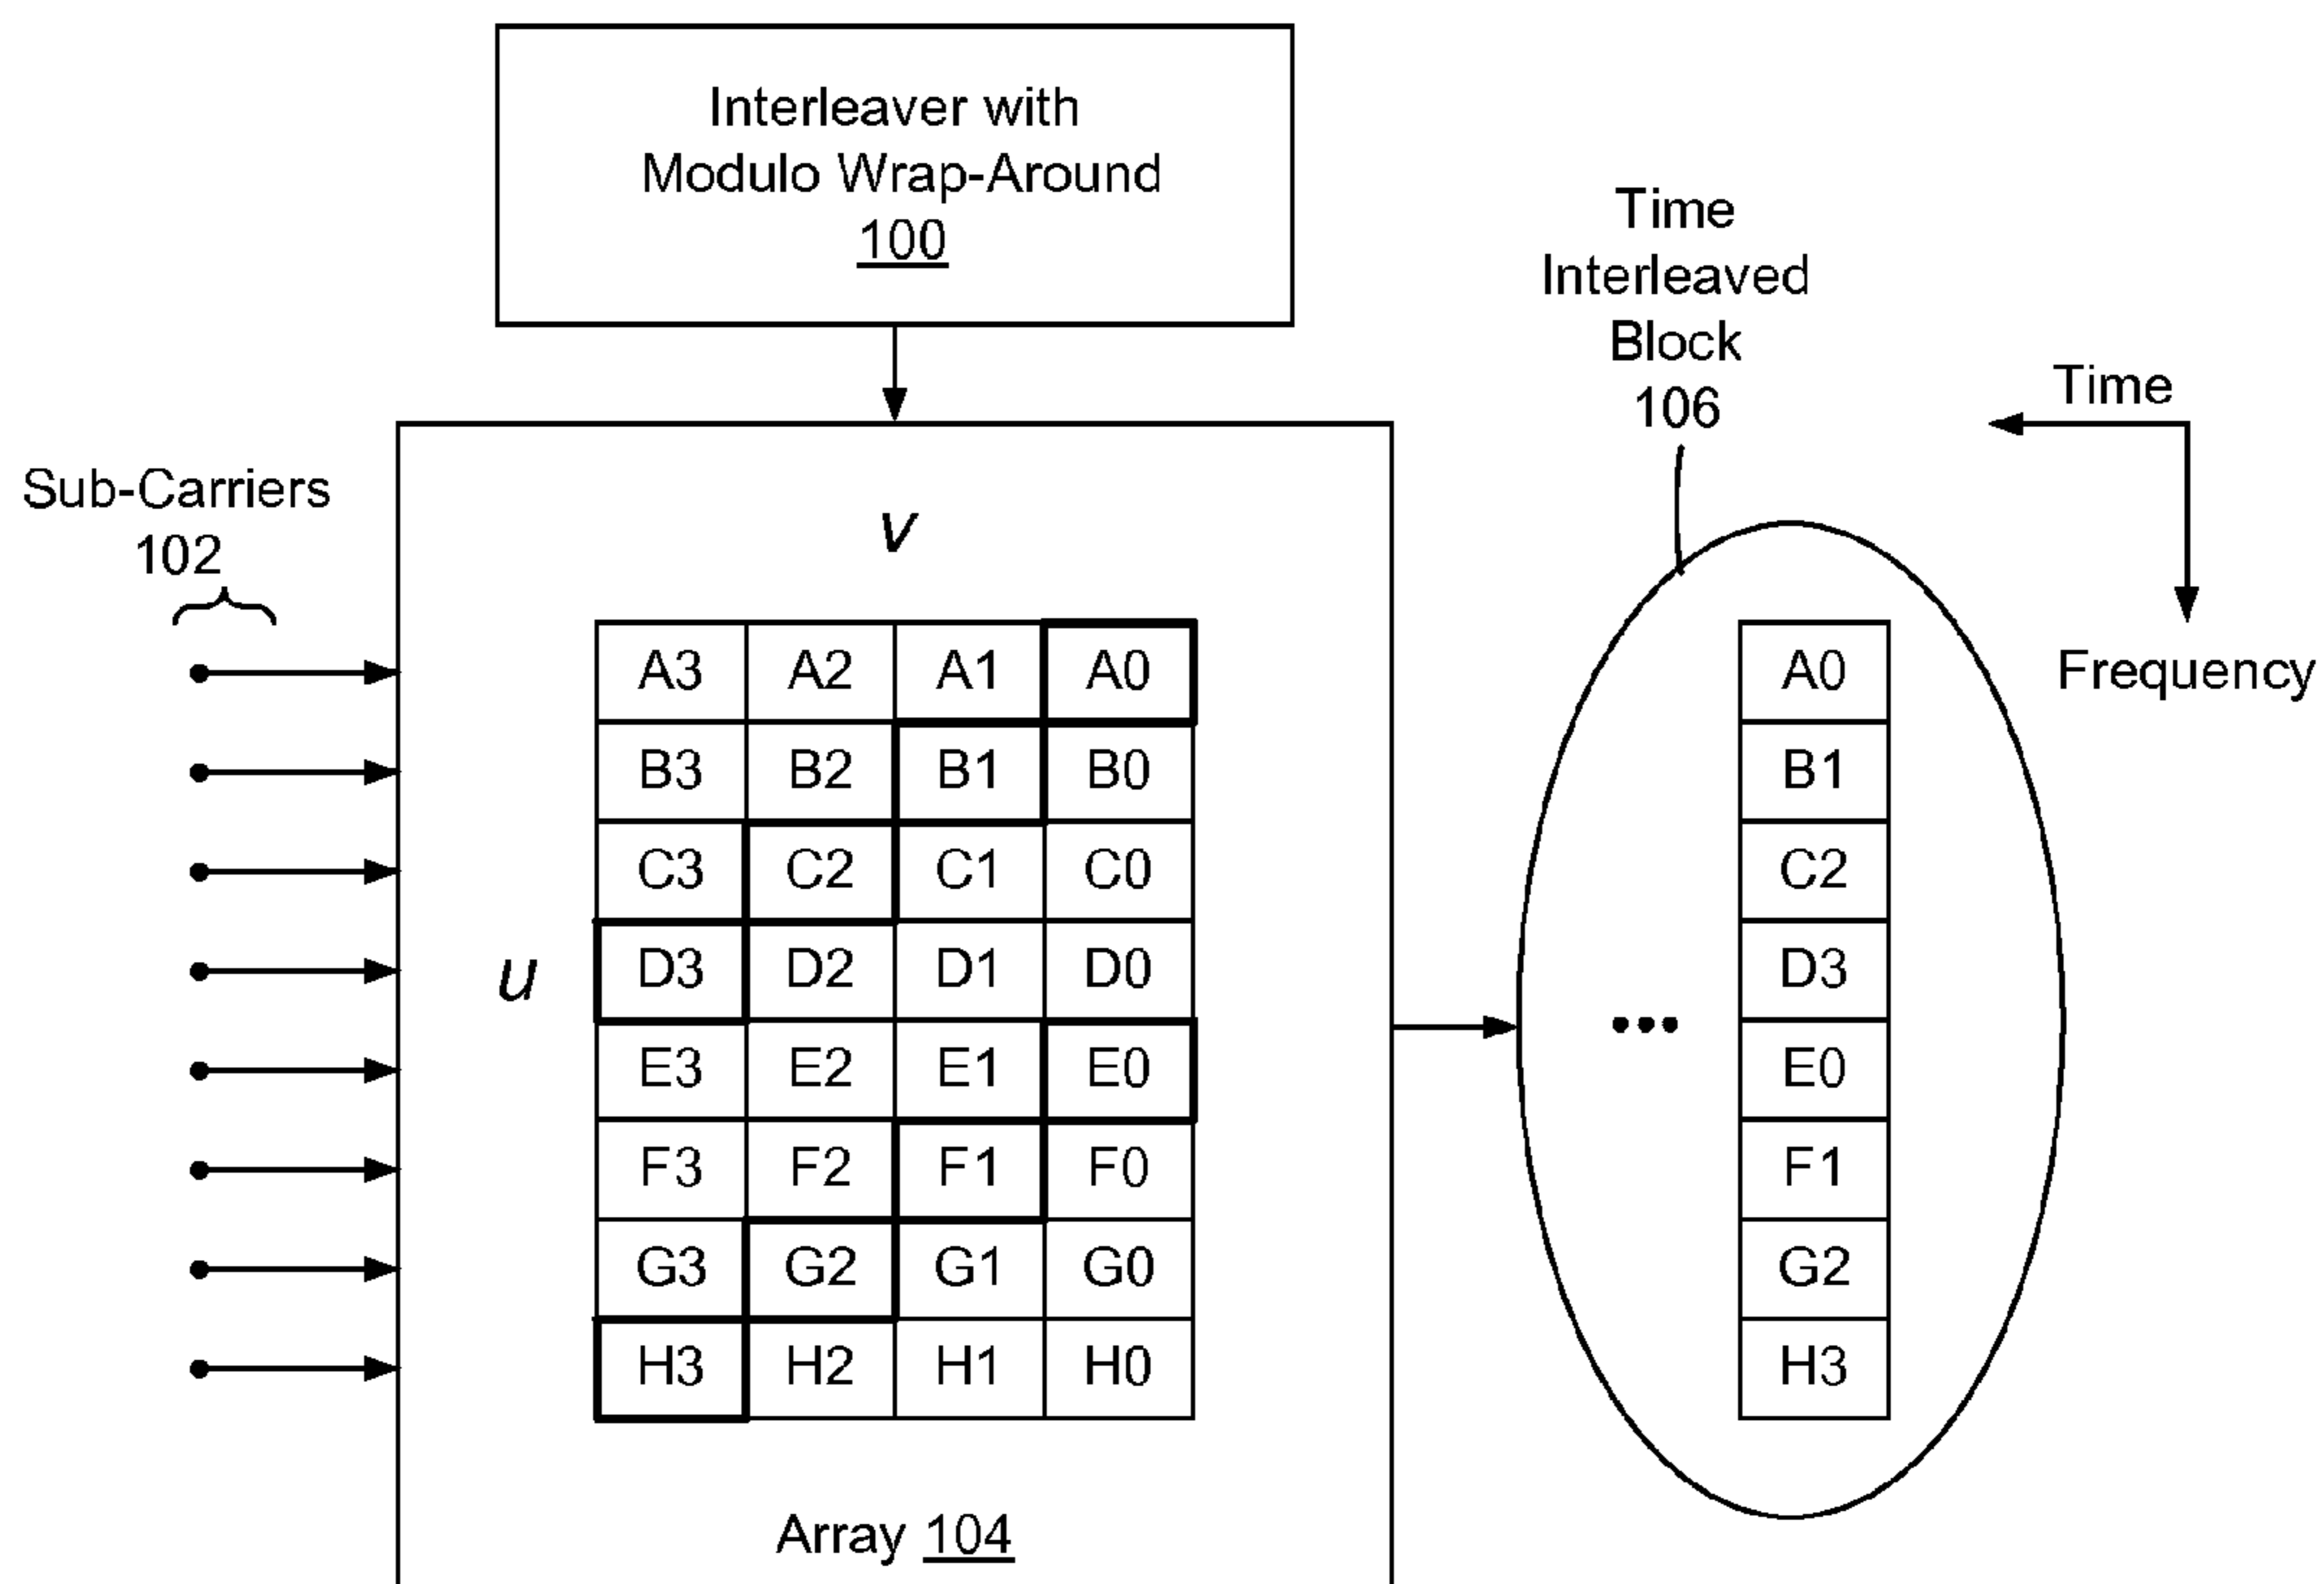 Interleaver with
Modulo Wrap-Around
100
Time
Interleaved
Block
106
Time
Frequency
Sub-Carriers
102
v
u
A3 A2 A1 A0
B3 B2 B1 B0
C3 C2 C1 C0
D3 D2 D1 D0
E3 E2 E1 E0
F3 F2 F1 F0
G3 G2 G1 G0
H3 H2 H1 H0
Array 104
A0
B1
C2
D3
E0
F1
G2
H3